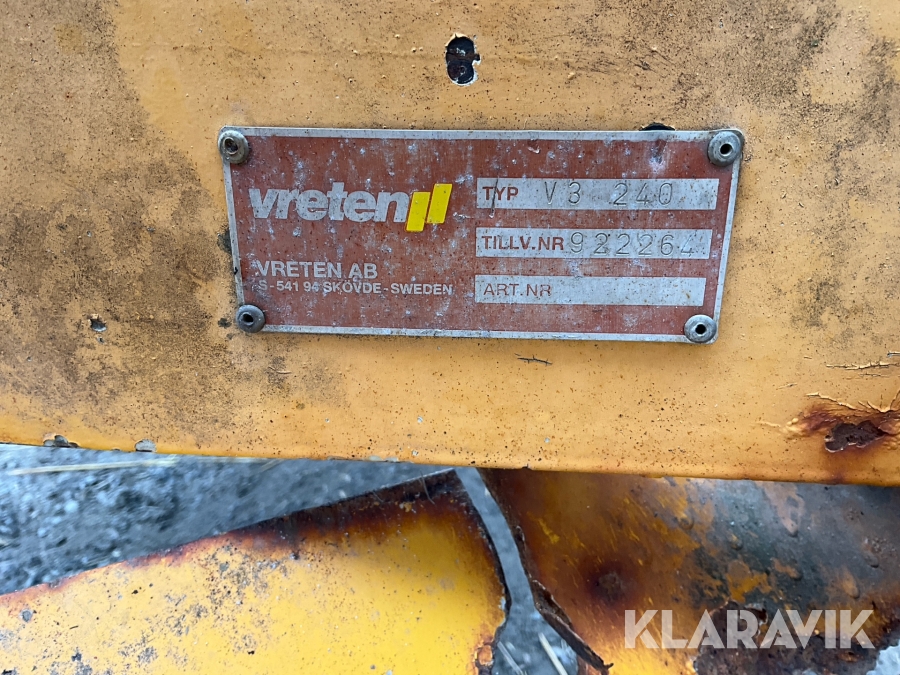 vreten
TYP V3 240
TILLV.NR 922264
ART.NR
VRETEN AB
S-541 94 SKÖVDE-SWEDEN
KLARAVIK